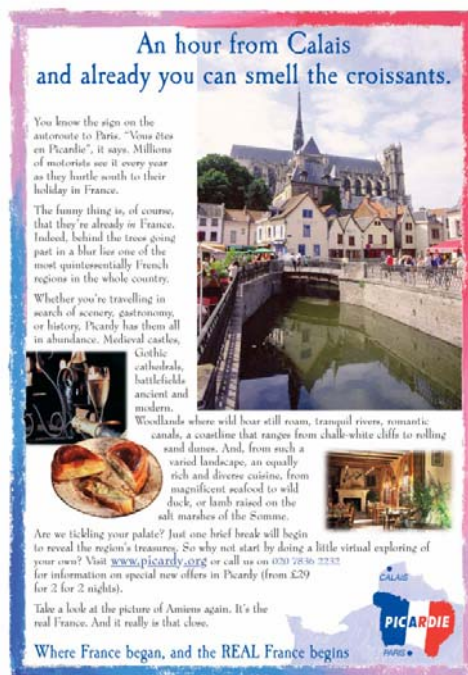 An hour from Calais
and already you can smell the croissants.
You know the sign on the
autoroute to Paris. "Vous êtes
en Picardie", it says. Millions
of motorists see it every year
as they hurtle south to their
holiday in France.
The funny thing is, of course,
that they're already in France.
Indeed, behind the trees going
past in a blur lies one of the
most quintessentially French
regions in the whole country.
Whether you're travelling in
search of scenery, gastronomy,
or history, Picardy has them all
in abundance. Medieval castles,
Gothic
cathedrals,
battlefields
ancient and
modern.
Woodlands where wild boar still roam, tranquil rivers, romantic
canals, a coastline that ranges from chalk-white cliffs to rolling
sand dunes. And, from such a
varied landscape, an equally
rich and diverse cuisine, from
magnificent seafood to wild
duck, or lamb raised on the
salt marshes of the Somme.
Are we tickling your palate? Just one brief break will begin
to reveal the region's treasures. So why not start by doing a little virtual exploring of
your own? Visit www.picardy.org or call us on 020 7836 2232
for information on special new offers in Picardy (from £29
for 2 for 2 nights).
Take a look at the picture of Amiens again. It's the
real France. And it really is that close.
Where France began, and the REAL France begins
CALAIS
PICARDIE
PARIS